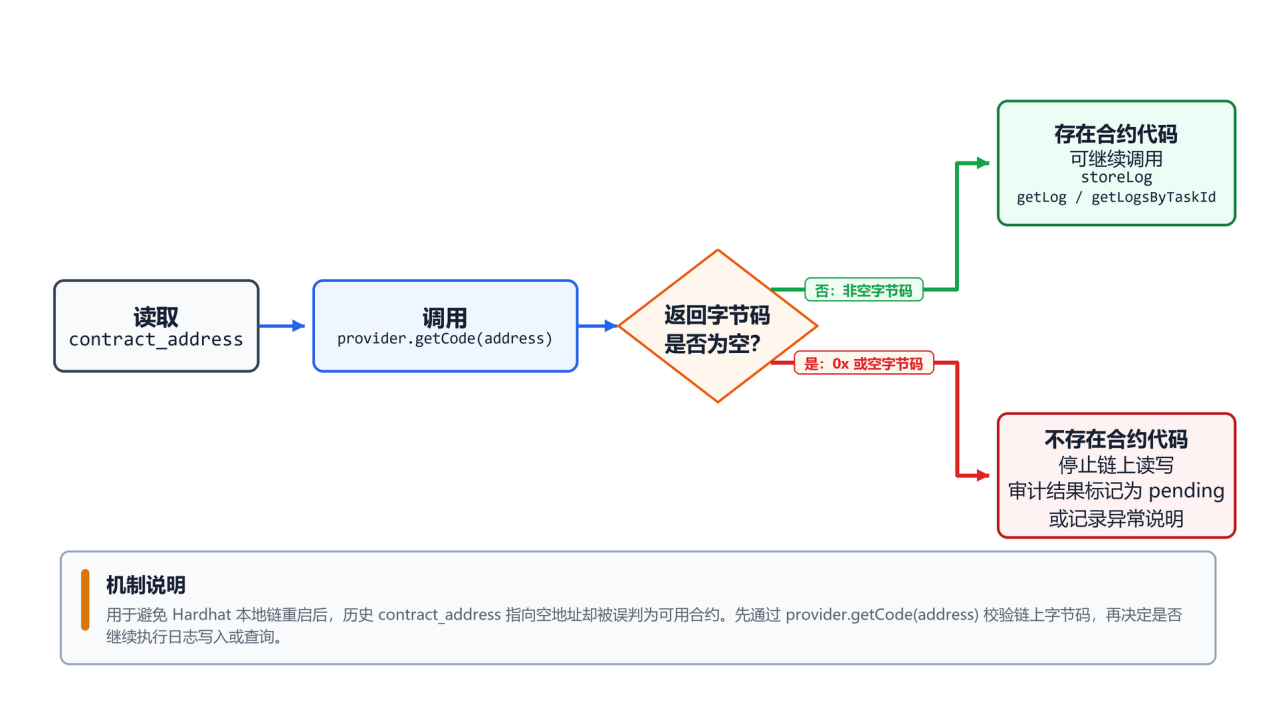 读取
contract_address
调用
provider.getCode(address)
返回字节码
是否为空?
否：非空字节码
是：0x 或空字节码
存在合约代码
可继续调用
storeLog
getLog / getLogsByTaskId
不存在合约代码
停止链上读写
审计结果标记为 pending
或记录异常说明
机制说明
用于避免 Hardhat 本地链重启后，历史 contract_address 指向空地址却被误判为可用合约。先通过 provider.getCode(address) 校验链上字节码，再决定是否
继续执行日志写入或查询。